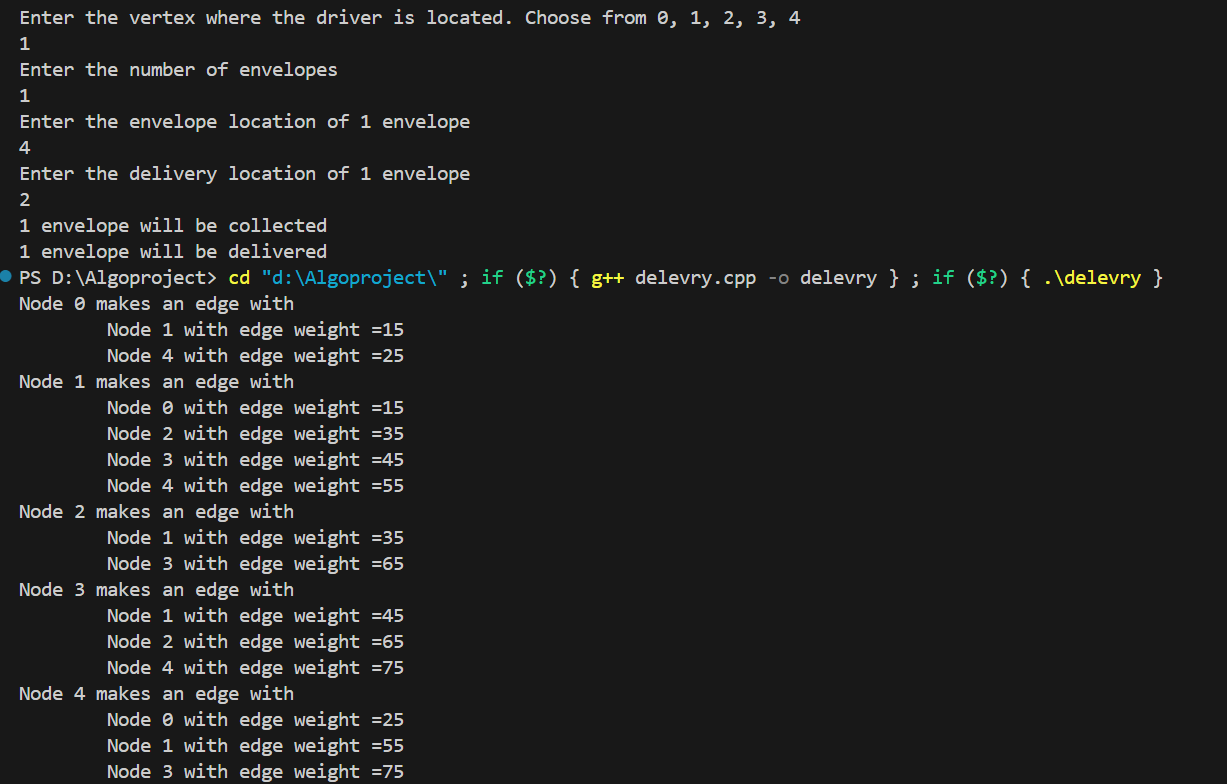 Enter the vertex where the driver is located. Choose from 0, 1, 2, 3, 4
1
Enter the number of envelopes
1
Enter the envelope location of 1 envelope
4
Enter the delivery location of 1 envelope
2
1 envelope will be collected
1 envelope will be delivered
PS D:\Algoproject> cd "d:\Algoproject\" ; if ($?) { g++ delevry.cpp -o delevry } ; if ($?) { .\delevry }
Node 0 makes an edge with
        Node 1 with edge weight =15
        Node 4 with edge weight =25
Node 1 makes an edge with
        Node 0 with edge weight =15
        Node 2 with edge weight =35
        Node 3 with edge weight =45
        Node 4 with edge weight =55
Node 2 makes an edge with
        Node 1 with edge weight =35
        Node 3 with edge weight =65
Node 3 makes an edge with
        Node 1 with edge weight =45
        Node 2 with edge weight =65
        Node 4 with edge weight =75
Node 4 makes an edge with
        Node 0 with edge weight =25
        Node 1 with edge weight =55
        Node 3 with edge weight =75